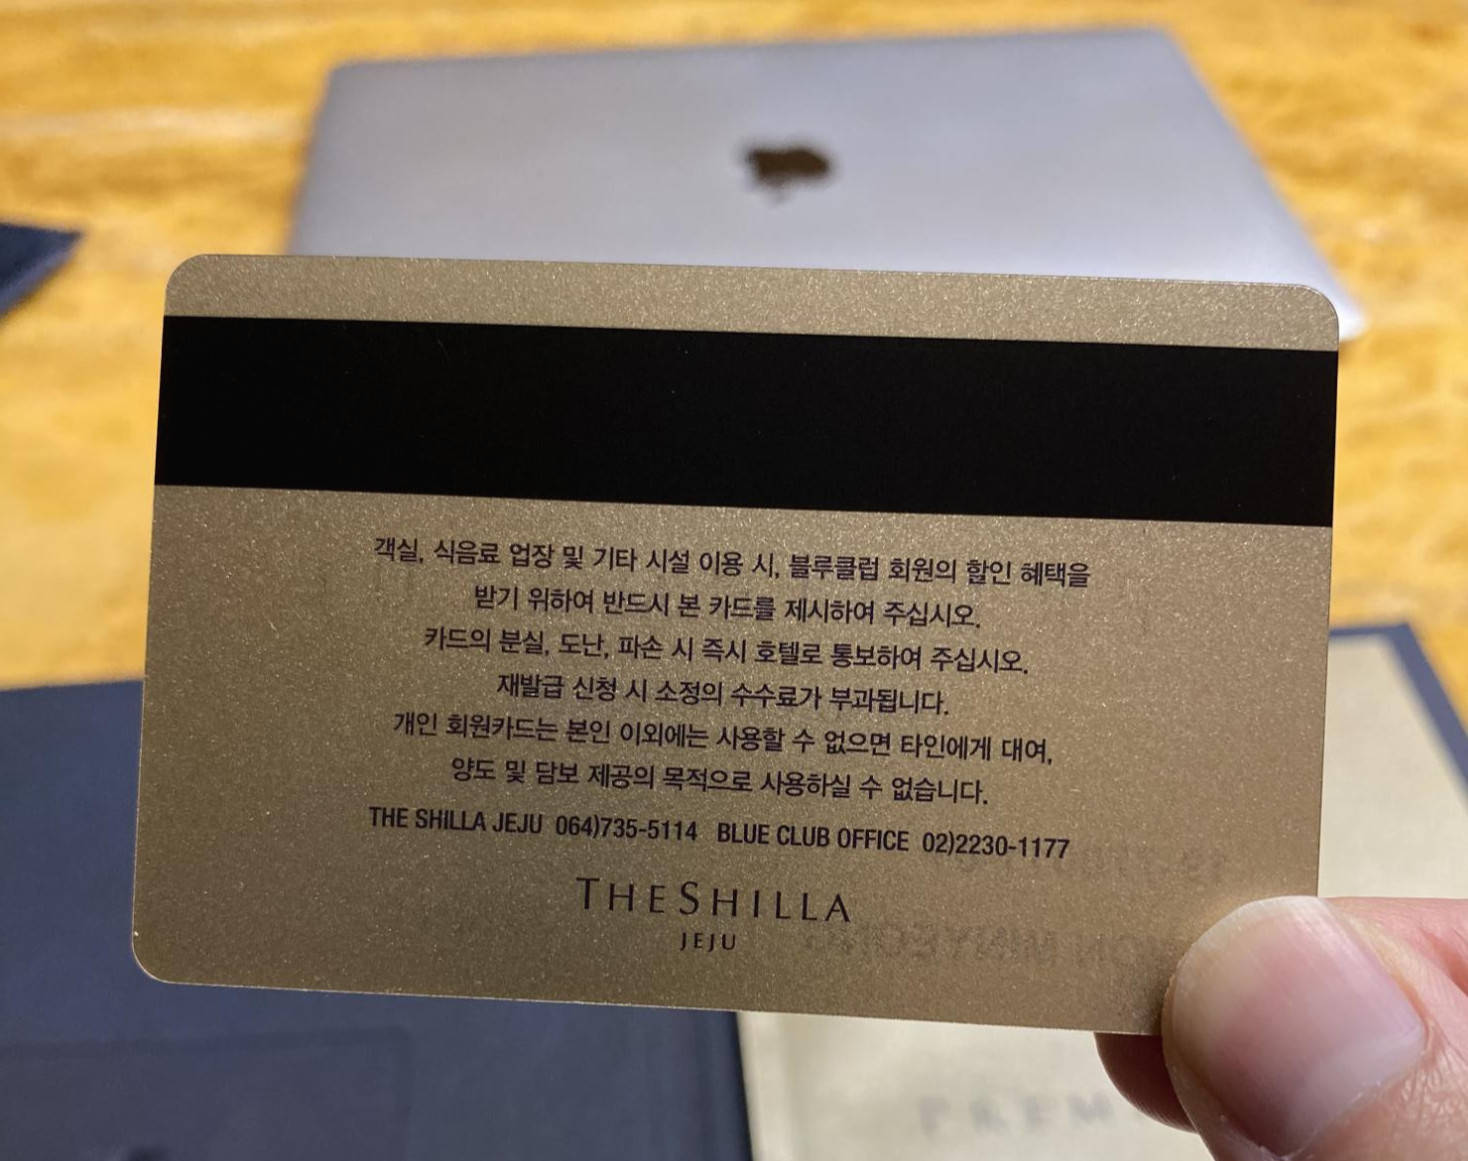 객실, 식음료 업장 및 기타 시설 이용 시, 블루클럽 회원의 할인 혜택을
받기 위하여 반드시 본 카드를 제시하여 주십시오.
카드의 분실, 도난, 파손 시 즉시 호텔로 통보하여 주십시오.
재발급 신청 시 소정의 수수료가 부과됩니다.
개인 회원카드는 본인 이외에는 사용할 수 없으면 타인에게 대여,
양도 및 담보 제공의 목적으로 사용하실 수 없습니다.
THE SHILLA JEJU 064)735-5114 BLUE CLUB OFFICE 02)2230-1177
THE SHILLA
JEJU